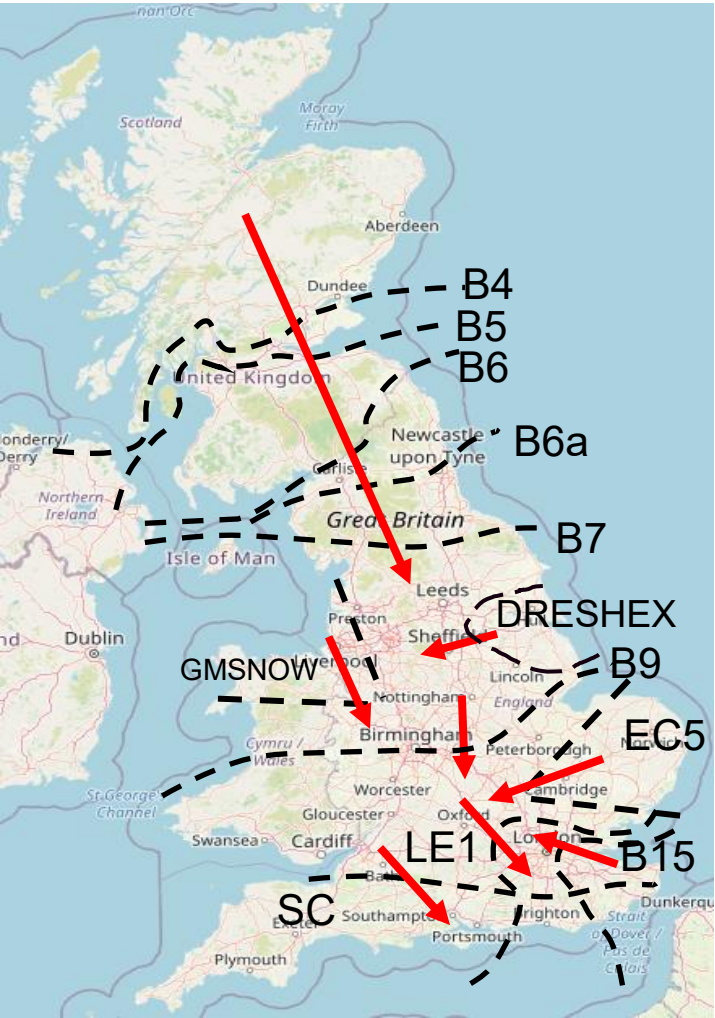 nan Orc
Moray
Firth
Scotland
Aberdeen
Dundee
B4
B5
United Kingdom
B6
onderry/
Derry
Newcastle
upon Tyne
B6a
Carlisle
Northern
Ireland
Great Britain
B7
Isle of Man
Leeds
Preston
DRESHEX
nd
Dublin
Sheffield
Liverpool
GMSNOW
B9
Lincoln
Nottingham
England
EC5
Birmingham
Norwich
Cymru /
Wales
Peterborough
St George
Channel
Worcester
Cambridge
Gloucester
Oxford
Swansea
Cardiff
LE1
London
B15
Bath
SC
Southampt
Brighton
Dunkerqu
Exeter
Portsmouth
Strait
of Dover /
Pas de
Calais
Plymouth